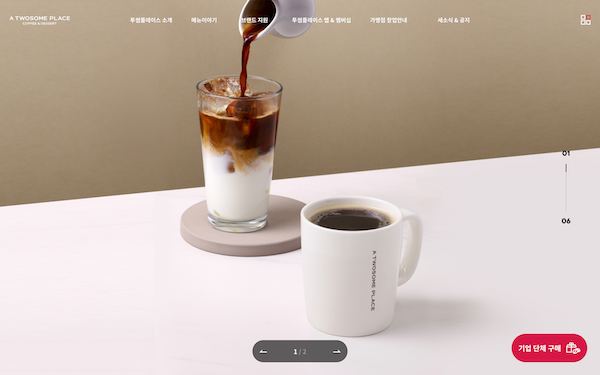 A TWOSOME PLACE
COFFEE & DESSERT
투썸플레이스 소개
메뉴이야기
브랜드 지원
투썸플레이스 앱 & 멤버십
가맹점 창업안내
새소식 & 공지
01
06
A TWOSOME PLACE
1 / 2
기업 단체 구매